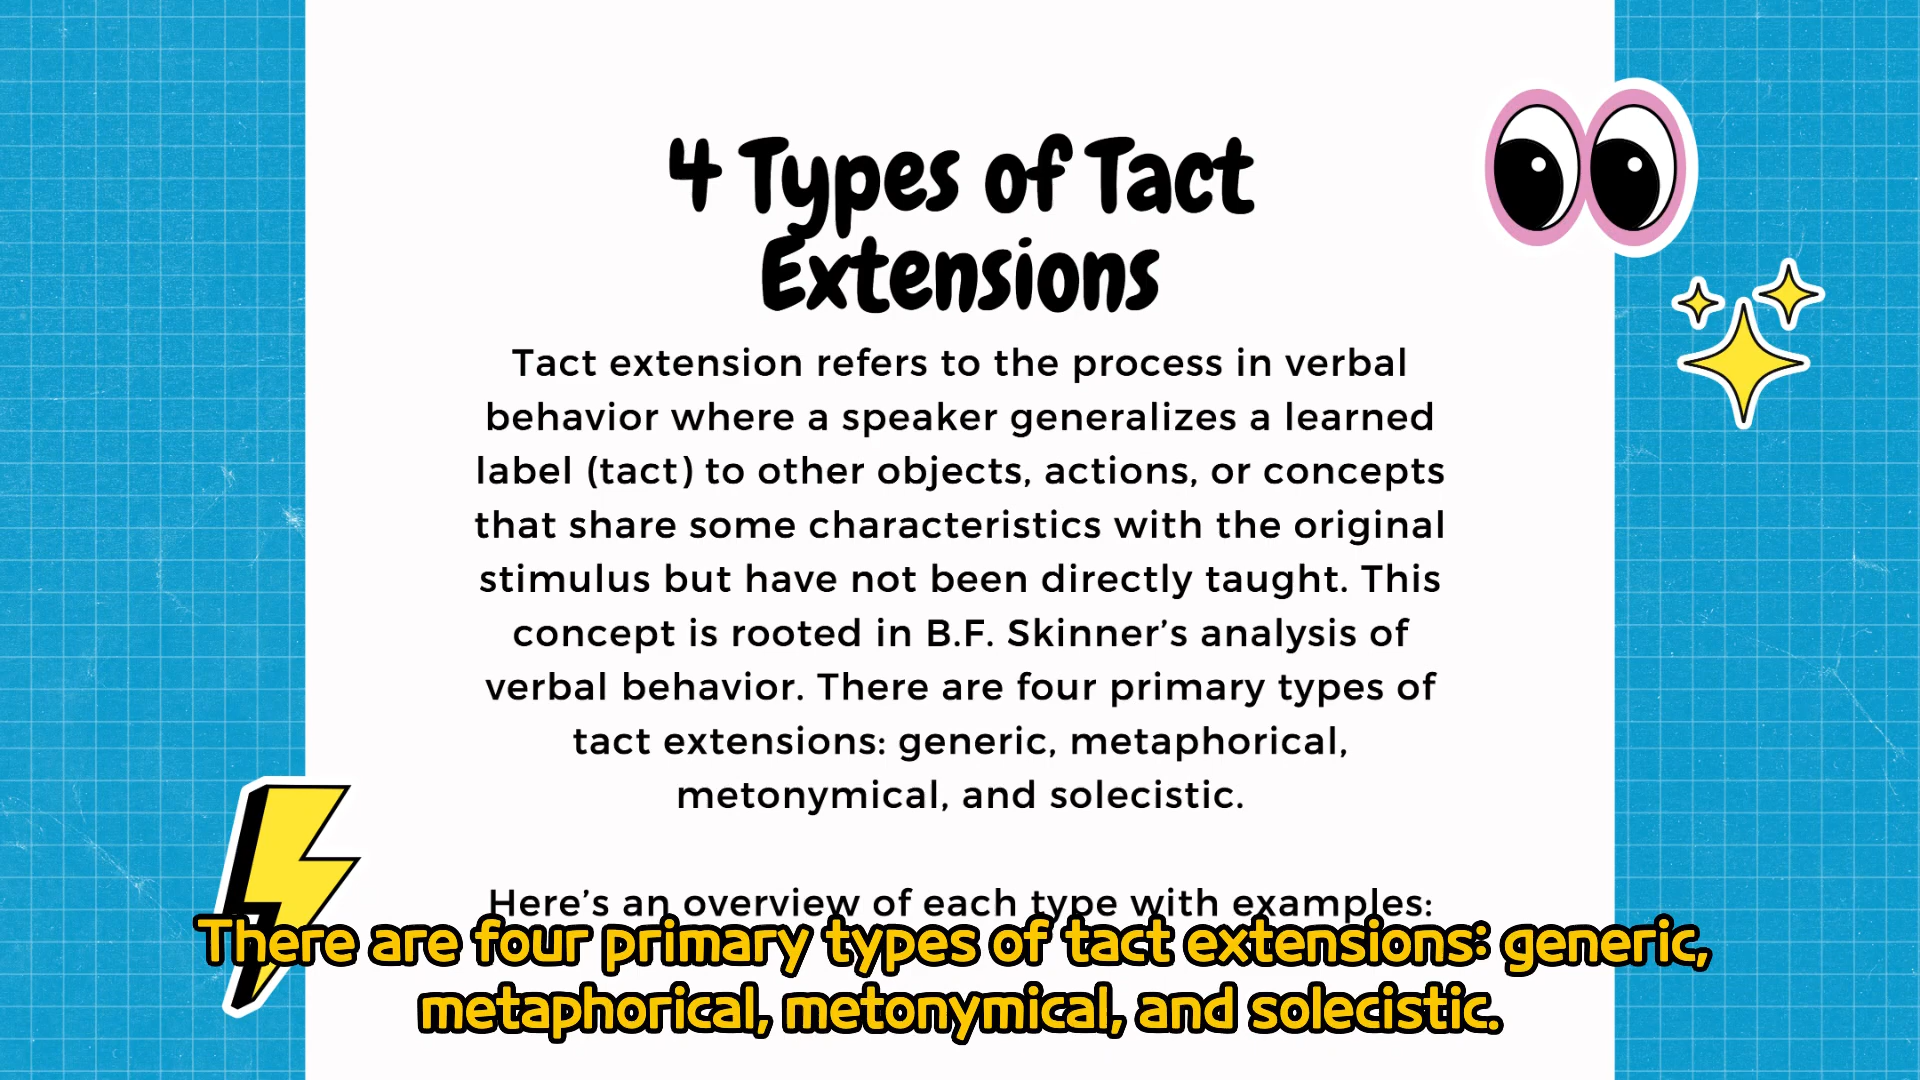 4 Types of Tact
Extensions
Tact extension refers to the process in verbal
behavior where a speaker generalizes a learned
label (tact) to other objects, actions, or concepts
that share some characteristics with the original
stimulus but have not been directly taught. This
concept is rooted in B.F. Skinner’s analysis of
verbal behavior. There are four primary types of
tact extensions: generic, metaphorical,
metonymical, and solecistic.
Here’s an overview of each type with examples:
There are four primary types of tact extensions: generic,
metaphorical, metonymical, and solecistic.